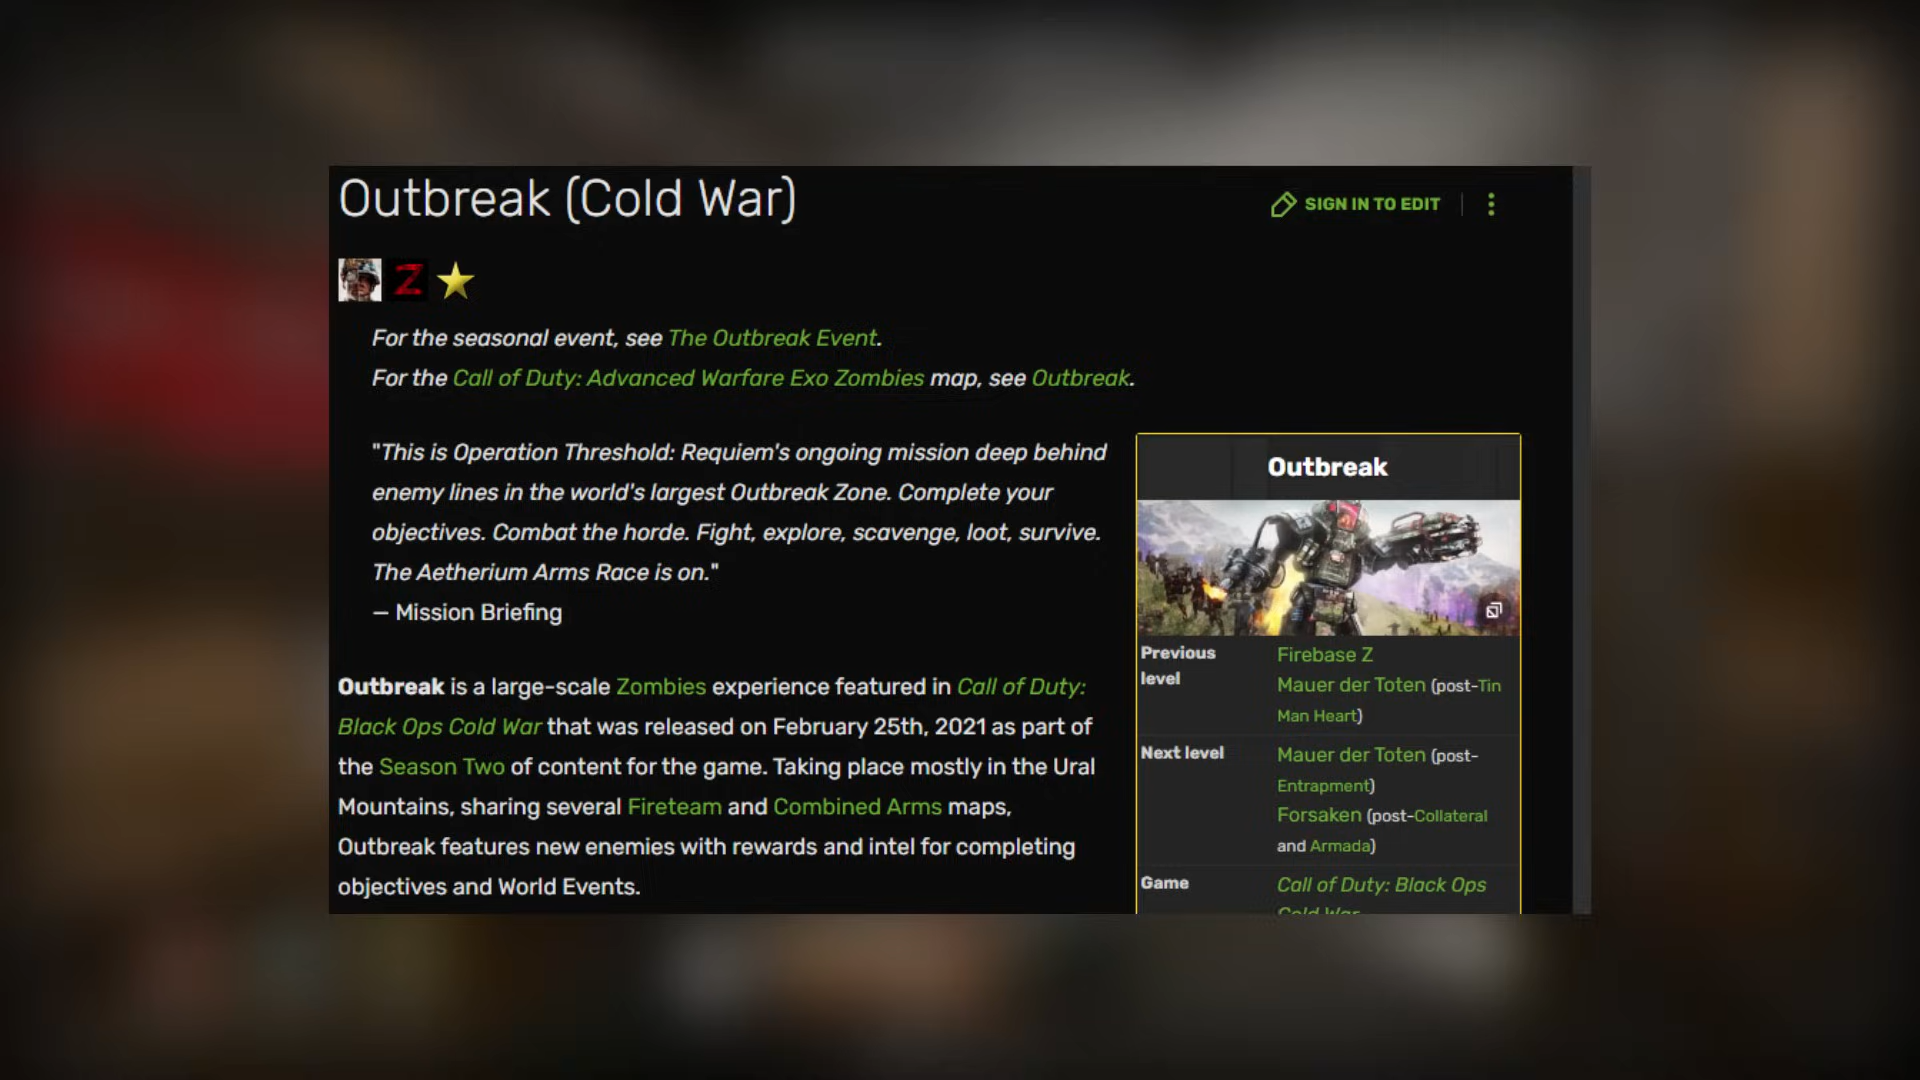 Outbreak (Cold War)
SIGN IN TO EDIT
Z
For the seasonal event, see The Outbreak Event.
For the Call of Duty: Advanced Warfare Exo Zombies map, see Outbreak.
"This is Operation Threshold: Requiem's ongoing mission deep behind
enemy lines in the world's largest Outbreak Zone. Complete your
objectives. Combat the horde. Fight, explore, scavenge, loot, survive.
The Aetherium Arms Race is on."
— Mission Briefing
Outbreak is a large-scale Zombies experience featured in Call of Duty:
Black Ops Cold War that was released on February 25th, 2021 as part of
the Season Two of content for the game. Taking place mostly in the Ural
Mountains, sharing several Fireteam and Combined Arms maps,
Outbreak features new enemies with rewards and intel for completing
objectives and World Events.
Outbreak
Previous
level
Firebase Z
Mauer der Toten (post-Tin
Man Heart)
Next level
Mauer der Toten (post-
Entrapment)
Forsaken (post-Collateral
and Armada)
Game
Call of Duty: Black Ops
Cold War